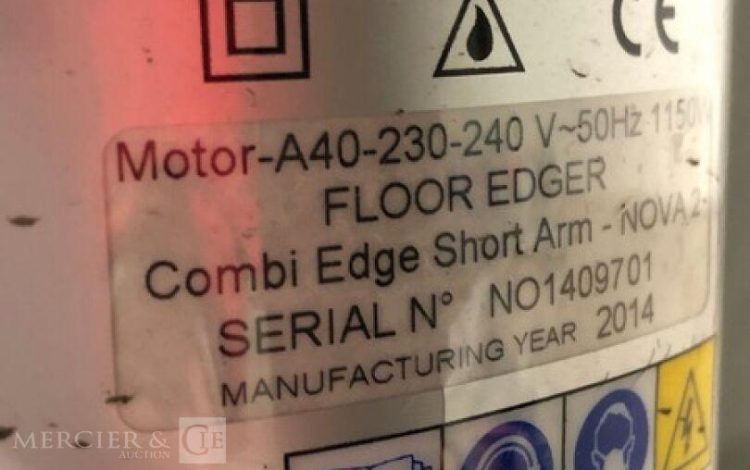 CE
Motor-A40-230-240 V~50Hz 1150W
FLOOR EDGER
Combi Edge Short Arm - NOVA 2-
SERIAL N° NO1409701
MANUFACTURING YEAR 2014
MERCIER & CIE
AUCTION